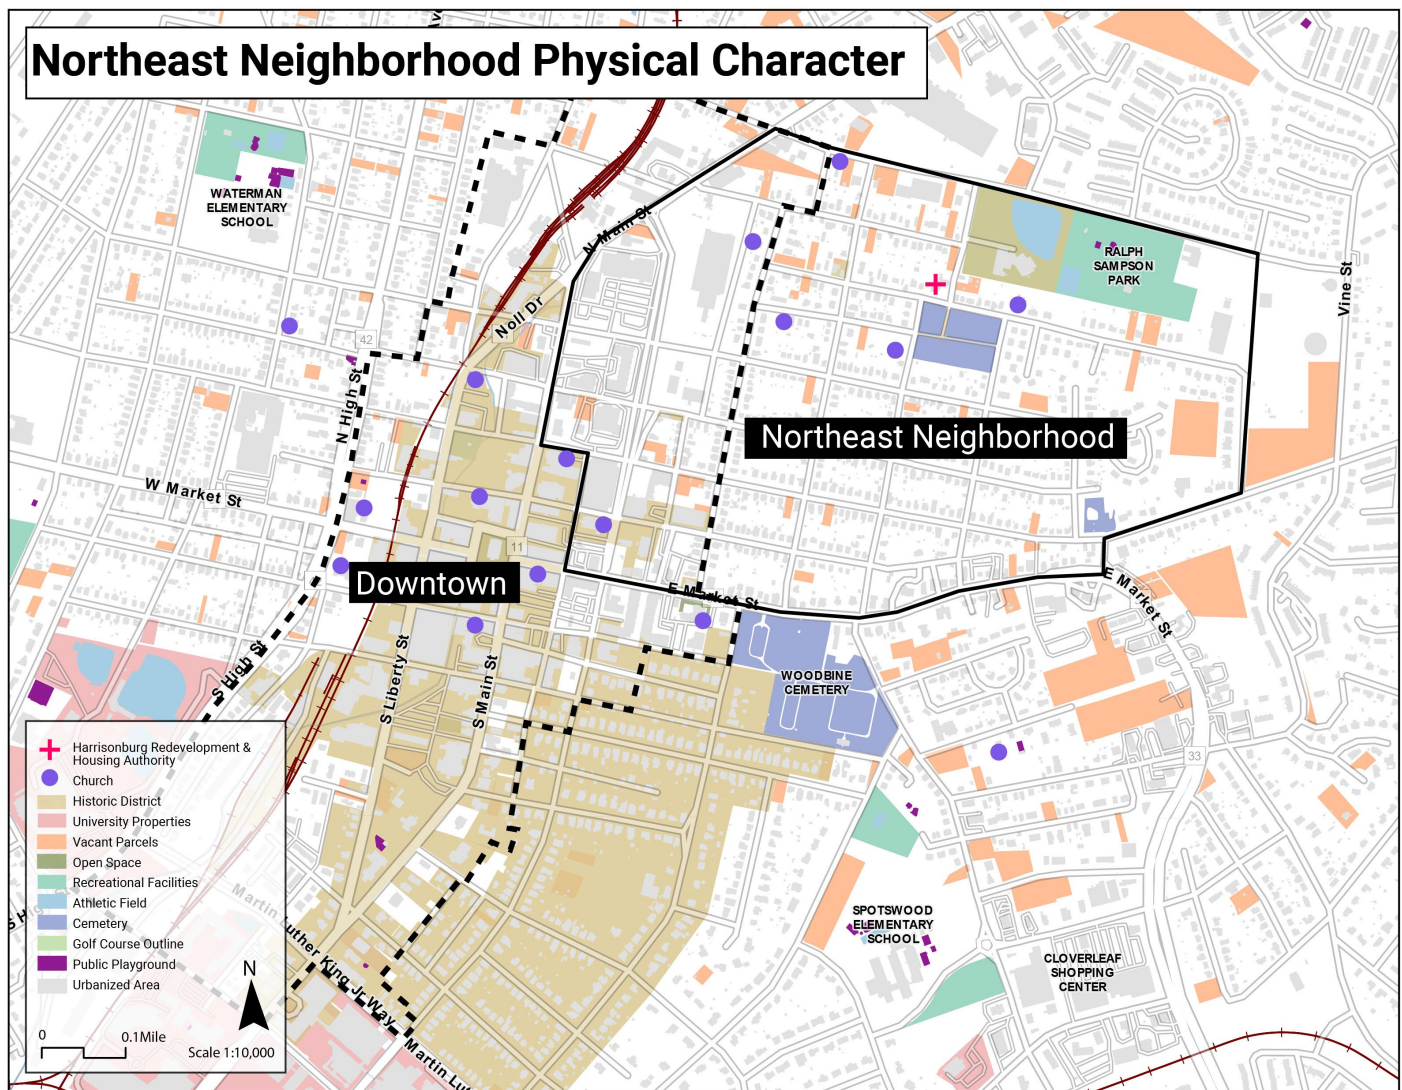 Northeast Neighborhood Physical Character
WATERMAN
ELEMENTARY
SCHOOL
N Main St
RALPH
SAMPSON
PARK
Vine St
Noll Dr
42
N High St
Northeast Neighborhood
W Market St
11
Downtown
E Market St
E Market St
S High St
S Liberty St
S Main St
WOODBINE
CEMETERY
33
Harrisonburg Redevelopment &
Housing Authority
Church
Historic District
University Properties
Vacant Parcels
Open Space
Recreational Facilities
Athletic Field
Cemetery
Golf Course Outline
Public Playground
Urbanized Area
N
0
0.1Mile
Scale 1:10,000
Martin Luther King Jr Way
Martin Lut
SPOTSWOOD
ELEMENTARY
SCHOOL
CLOVERLEAF
SHOPPING
CENTER